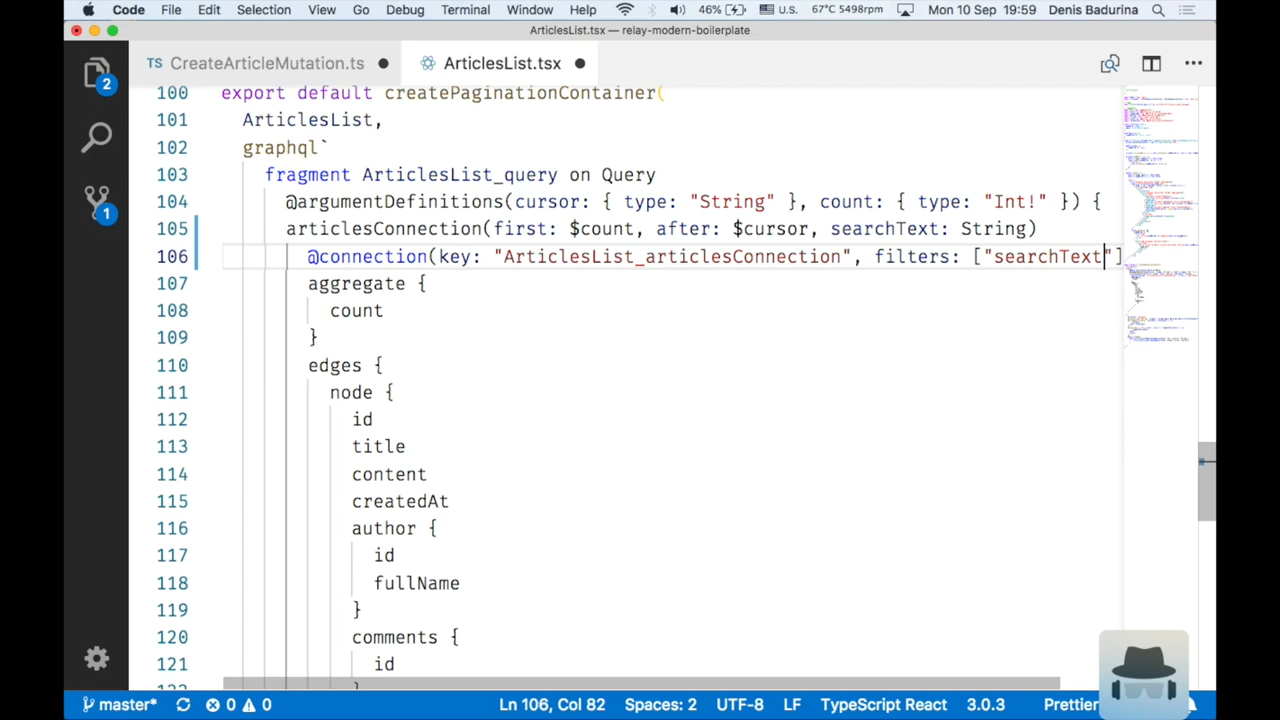 Code File Edit Selection View Go Debug Terminal Window Help 46% U.S. 67°C 5498rpm Mon 10 Sep 19:59 Denis Badurina
ArticlesList.tsx — relay-modern-boilerplate
TS CreateArticleMutation.ts ArticlesList.tsx
2
1
100 export default createPaginationContainer(
101 ArticlesList,
102 graphql`
103 fragment ArticlesList_query on Query
104 @argumentDefinitions(cursor: { type: "String" }, count: { type: "Int!" }) {
105 articlesConnection(first: $count, after: $cursor, searchText: String)
106 @connection(key: "ArticlesList_articlesConnection", filters: ["searchText"]
107 aggregate {
108 count
109 }
110 edges {
111 node {
112 id
113 title
114 content
115 createdAt
116 author {
117 id
118 fullName
119 }
120 comments {
121 id
master* 0 0 Ln 106, Col 82 Spaces: 2 UTF-8 LF TypeScript React 3.0.3 Prettier